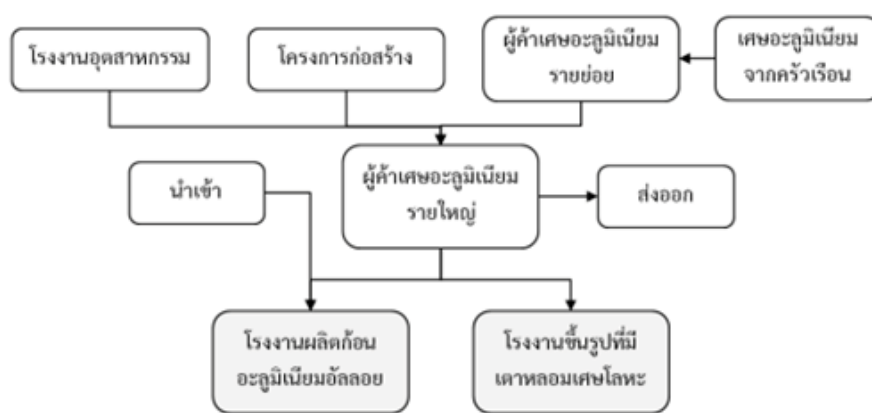 โรงงานอุตสาหกรรม
โครงการก่อสร้าง
ผู้ค้าเศษอะลูมิเนียม
รายย่อย
เศษอะลูมิเนียม
จากครัวเรือน
นำเข้า
ผู้ค้าเศษอะลูมิเนียม
รายใหญ่
ส่งออก
โรงงานผลิตก้อน
อะลูมิเนียมอัลลอย
โรงงานขึ้นรูปที่มี
เตาหลอมเศษโลหะ